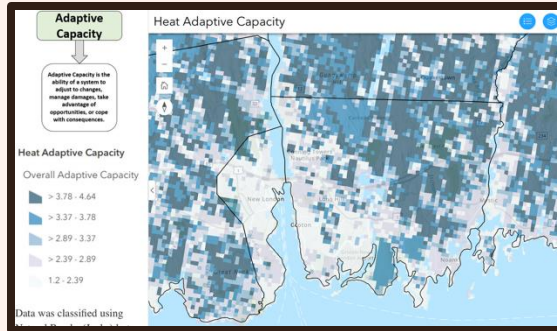 Adaptive
Capacity
Adaptive Capacity is the
ability of a system to
adjust to changes,
manage damages, take
advantage of
opportunities, or cope
with consequences.
Heat Adaptive Capacity
Overall Adaptive Capacity
> 3.78 - 4.64
> 3.37 - 3.78
> 2.89 - 3.37
> 2.39 - 2.89
1.2 - 2.39
Data was classified using
Heat Adaptive Capacity
+
−
New London
Groton
Mystic